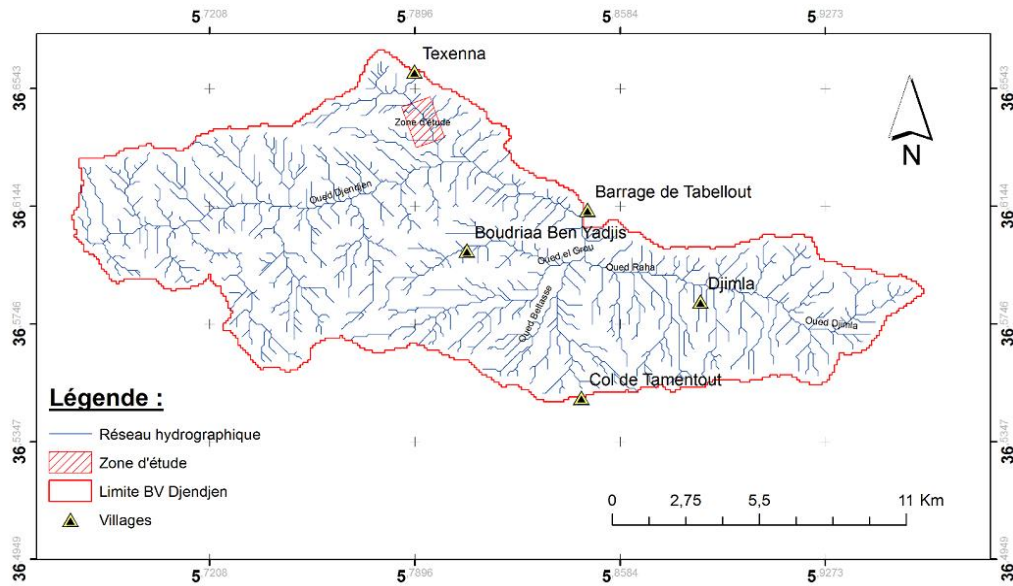 5.7208 5.7896 5.8584 5.9273
Texenna
36.6543 36.6543
Zone d'étude
N
Oued Djendjen
Barrage de Tabellout
36.6144 36.6144
Boudriaa Ben Yadjis
Oued el Grou
Oued Raha
Djimla
Oued Beltasse
Oued Djimla
36.5746 36.5746
Col de Tamentout
Légende :
Réseau hydrographique
36.5347 36.5347
Zone d'étude
Limite BV Djendjen
Villages
0 2,75 5,5 11 Km
36.4949 36.4949
5.7208 5.7896 5.8584 5.9273